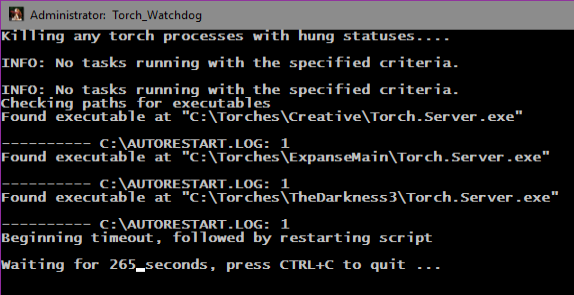 Administrator: Torch_Watchdog
Killing any torch processes with hung statuses....
INFO: No tasks running with the specified criteria.
INFO: No tasks running with the specified criteria.
Checking paths for executables
Found executable at "C:\Torches\Creative\Torch.Server.exe"
---------- C:\AUTORESTART.LOG: 1
Found executable at "C:\Torches\ExpanseMain\Torch.Server.exe"
---------- C:\AUTORESTART.LOG: 1
Found executable at "C:\Torches\TheDarkness3\Torch.Server.exe"
---------- C:\AUTORESTART.LOG: 1
Beginning timeout, followed by restarting script
Waiting for 265 seconds, press CTRL+C to quit ...